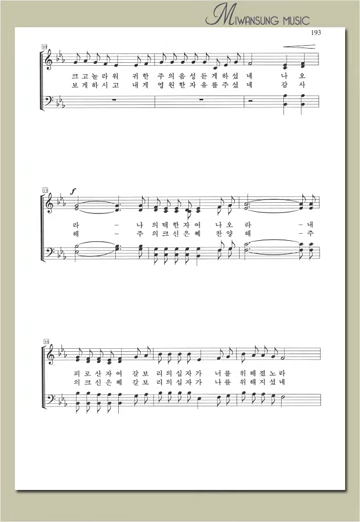 MIWANSUNG MUSIC
193
크고놀라워 귀한 주의음성듣게하셨네 나오
보게하시고 내게 영원한자유를주셨네 감사
f
라 - 나 의택한자여 나오 라 - 내
해 - 주 의크신은혜 찬양 해 - 주
피로산자여 갈보 리의십자가 너를 위해졌노라
의크신은혜 갈보 리의십자가 나를 위해지셨네